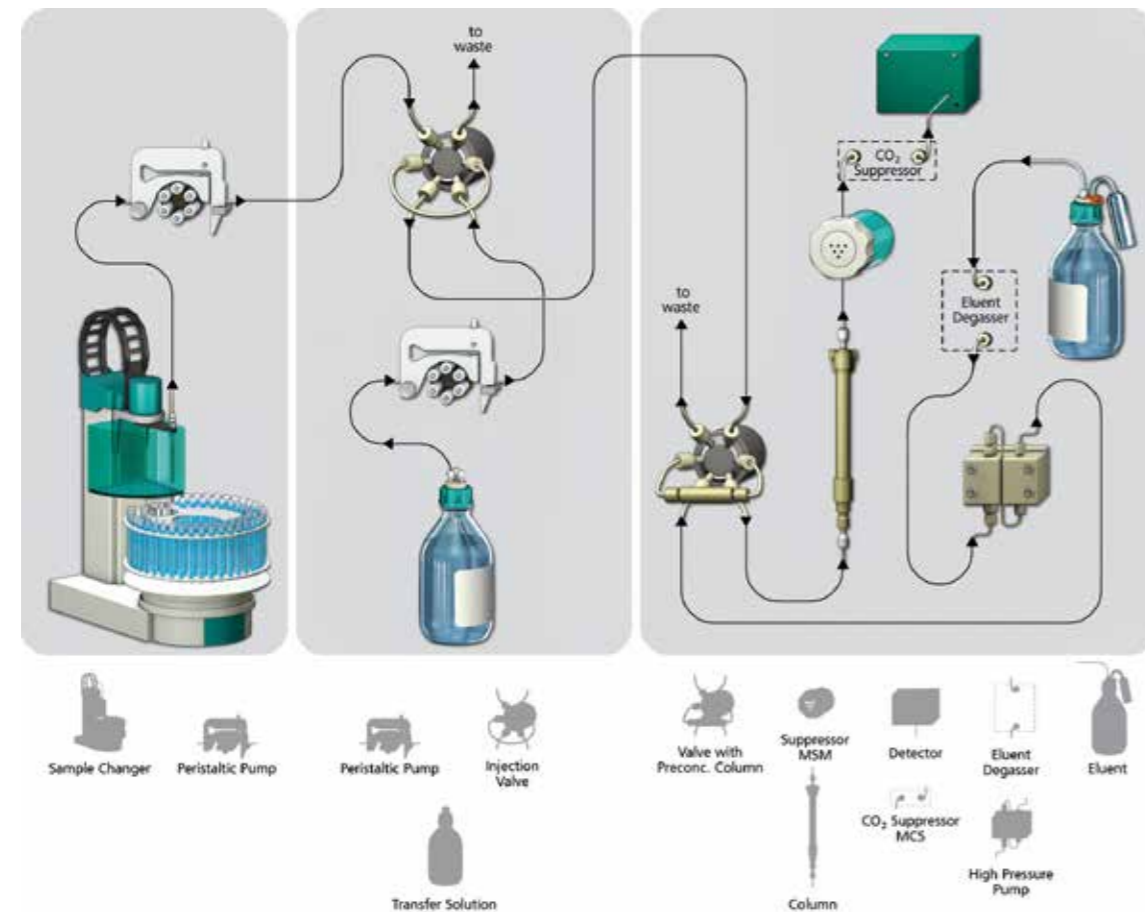 to
waste
CO₂
Suppressor
Eluent
Degasser
to
waste
Sample Changer
Peristaltic Pump
Peristaltic Pump
Injection
Valve
Transfer Solution
Valve with
Preconc. Column
Suppressor
MSM
Column
Detector
CO₂ Suppressor
MCS
Eluent
Degasser
High Pressure
Pump
Eluent